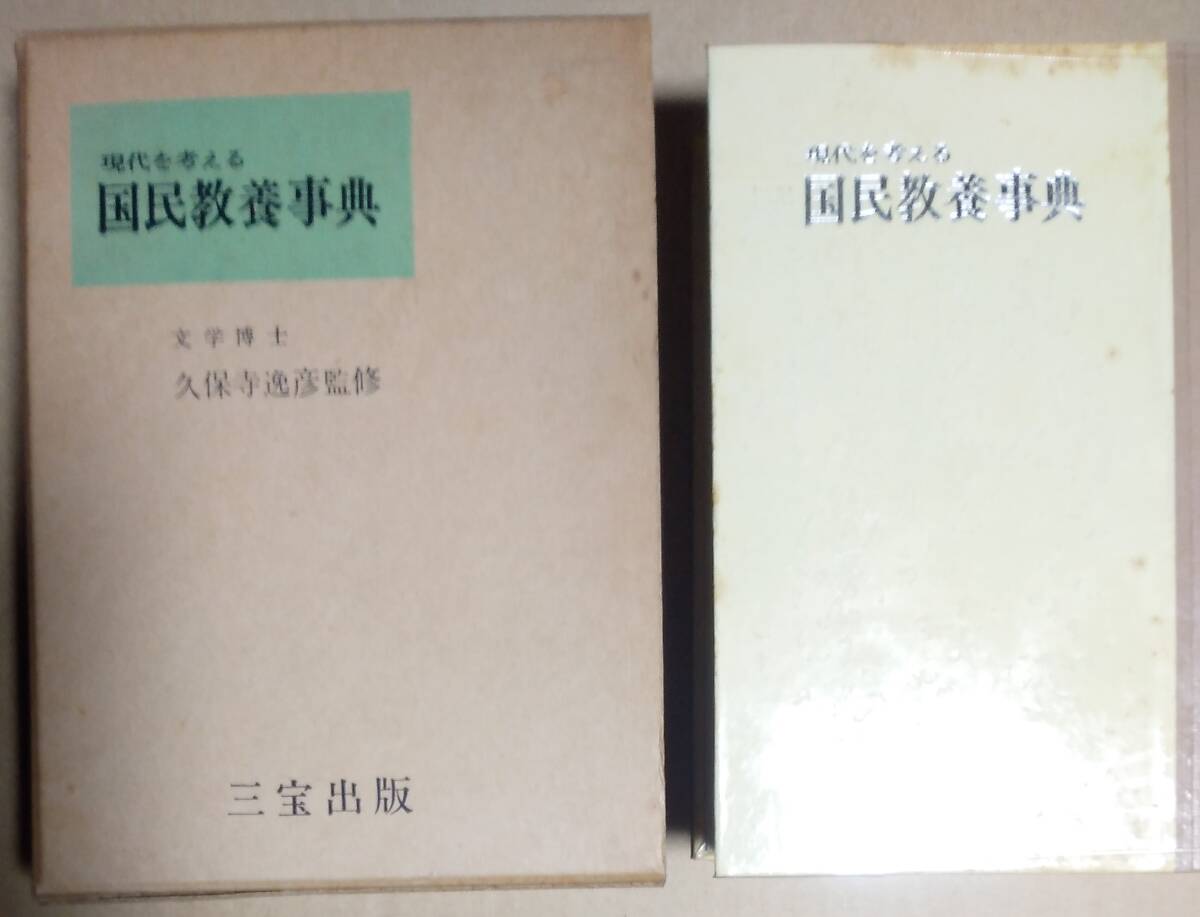 現代を考える
国民教養事典
文学博士
久保寺逸彦監修
三宝出版
現代を考える
国民教養事典